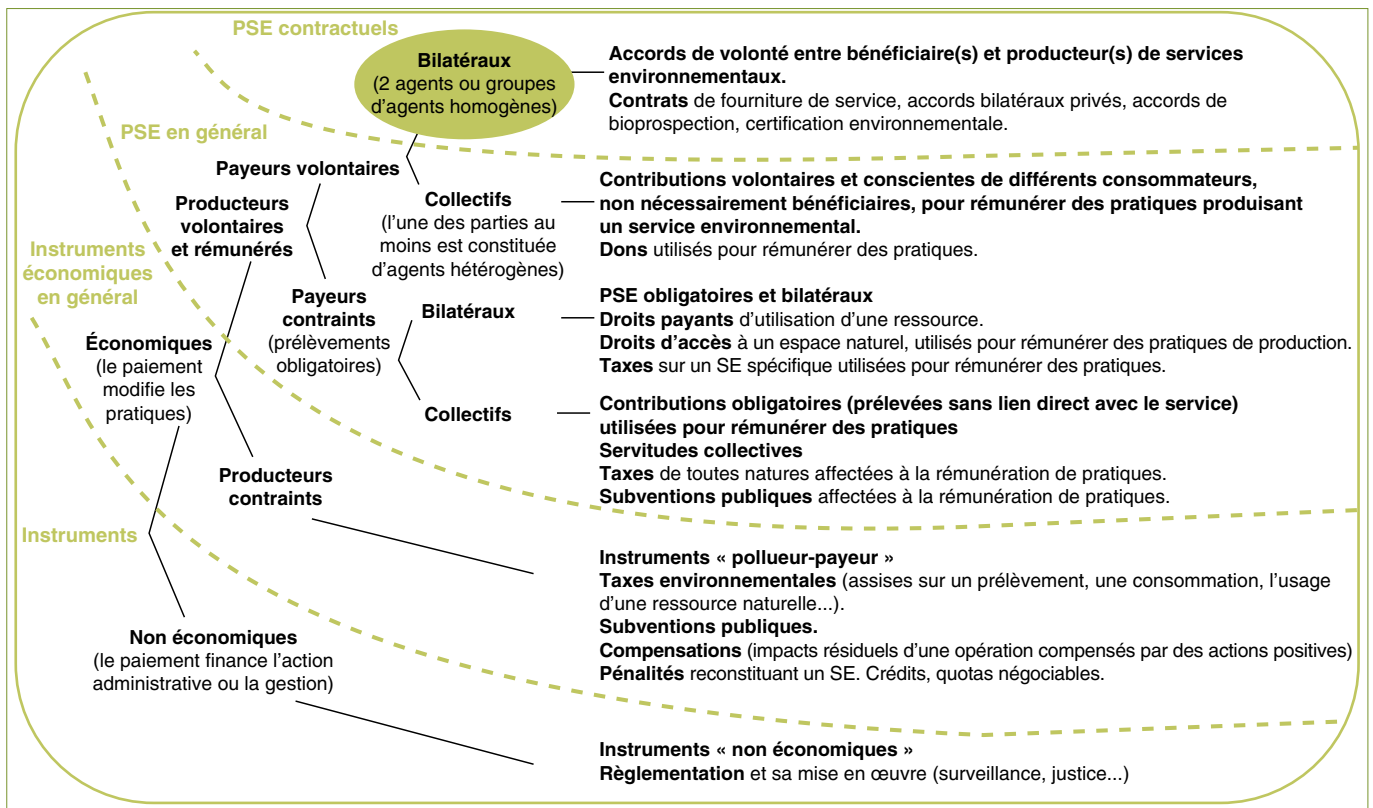 PSE contractuels
Bilatéraux
(2 agents ou groupes
d'agents homogènes)
Accords de volonté entre bénéficiaire(s) et producteur(s) de services
environnementaux.
Contrats de fourniture de service, accords bilatéraux privés, accords de
bioprospection, certification environnementale.
PSE en général
Payeurs volontaires
Producteurs
volontaires
et rémunérés
Collectifs
(l'une des parties au
moins est constituée
d'agents hétérogènes)
Contributions volontaires et conscientes de différents consommateurs,
non nécessairement bénéficiaires, pour rémunérer des pratiques produisant
un service environnemental.
Dons utilisés pour rémunérer des pratiques.
Instruments
économiques
en général
Payeurs
contraints
(prélèvements
obligatoires)
Bilatéraux
PSE obligatoires et bilatéraux
Droits payants d'utilisation d'une ressource.
Droits d'accès à un espace naturel, utilisés pour rémunérer des pratiques de production.
Taxes sur un SE spécifique utilisées pour rémunérer des pratiques.
Économiques
(le paiement
modifie les
pratiques)
Collectifs
Contributions obligatoires (prélevées sans lien direct avec le service)
utilisées pour rémunérer des pratiques
Servitudes collectives
Taxes de toutes natures affectées à la rémunération de pratiques.
Subventions publiques affectées à la rémunération de pratiques.
Producteurs
contraints
Instruments
Instruments « pollueur-payeur »
Taxes environnementales (assises sur un prélèvement, une consommation, l'usage
d'une ressource naturelle...).
Subventions publiques.
Compensations (impacts résiduels d'une opération compensés par des actions positives)
Pénalités reconstituant un SE. Crédits, quotas négociables.
Non économiques
(le paiement finance l'action
administrative ou la gestion)
Instruments « non économiques »
Règlementation et sa mise en œuvre (surveillance, justice...)